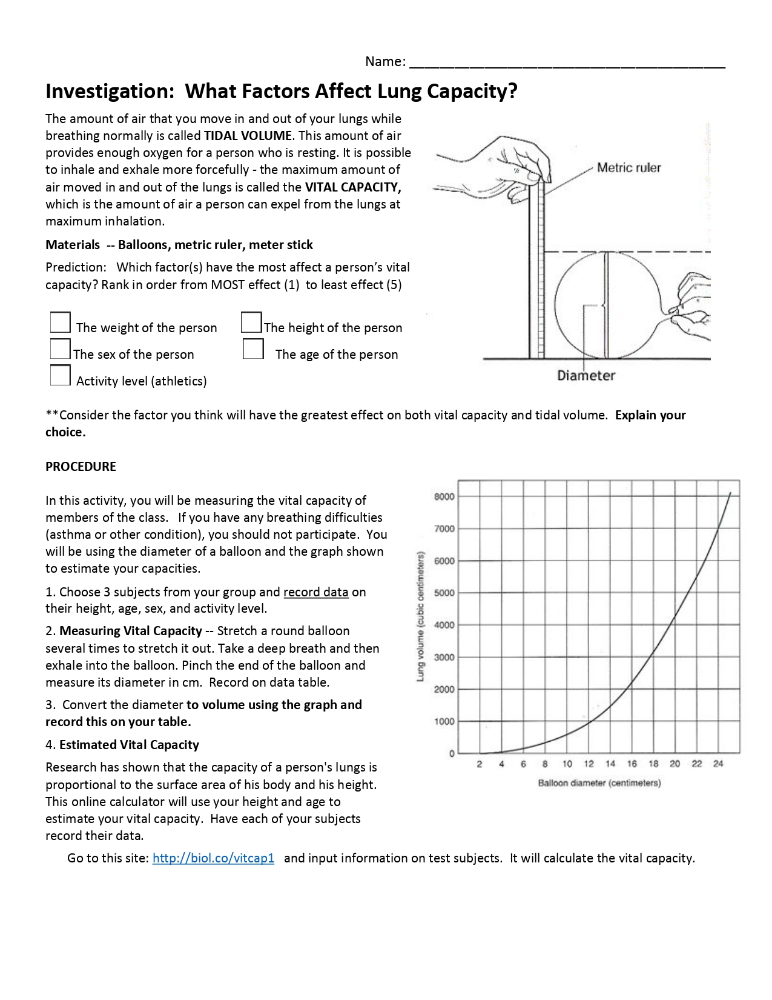 Name: ___________________________________________
Investigation:  What Factors Affect Lung Capacity?
The amount of air that you move in and out of your lungs while
breathing normally is called TIDAL VOLUME. This amount of air
provides enough oxygen for a person who is resting. It is possible
to inhale and exhale more forcefully - the maximum amount of
air moved in and out of the lungs is called the VITAL CAPACITY,
which is the amount of air a person can expel from the lungs at
maximum inhalation.
Materials  -- Balloons, metric ruler, meter stick
Prediction:   Which factor(s) have the most affect a person’s vital
capacity? Rank in order from MOST effect (1)  to least effect (5)
The weight of the person
The height of the person
The sex of the person
The age of the person
Activity level (athletics)
Metric ruler
Diameter
**Consider the factor you think will have the greatest effect on both vital capacity and tidal volume.  Explain your
choice.
PROCEDURE
In this activity, you will be measuring the vital capacity of
members of the class.   If you have any breathing difficulties
(asthma or other condition), you should not participate.  You
will be using the diameter of a balloon and the graph shown
to estimate your capacities.
1. Choose 3 subjects from your group and record data on
their height, age, sex, and activity level.
2. Measuring Vital Capacity -- Stretch a round balloon
several times to stretch it out. Take a deep breath and then
exhale into the balloon. Pinch the end of the balloon and
measure its diameter in cm.  Record on data table.
3.  Convert the diameter to volume using the graph and
record this on your table.
4. Estimated Vital Capacity
Research has shown that the capacity of a person's lungs is
proportional to the surface area of his body and his height.
This online calculator will use your height and age to
estimate your vital capacity.  Have each of your subjects
record their data.
Lung volume (cubic centimeters)
8000
7000
6000
5000
4000
3000
2000
1000
0
2 4 6 8 10 12 14 16 18 20 22 24
Balloon diameter (centimeters)
Go to this site: http://biol.co/vitcap1   and input information on test subjects.  It will calculate the vital capacity.